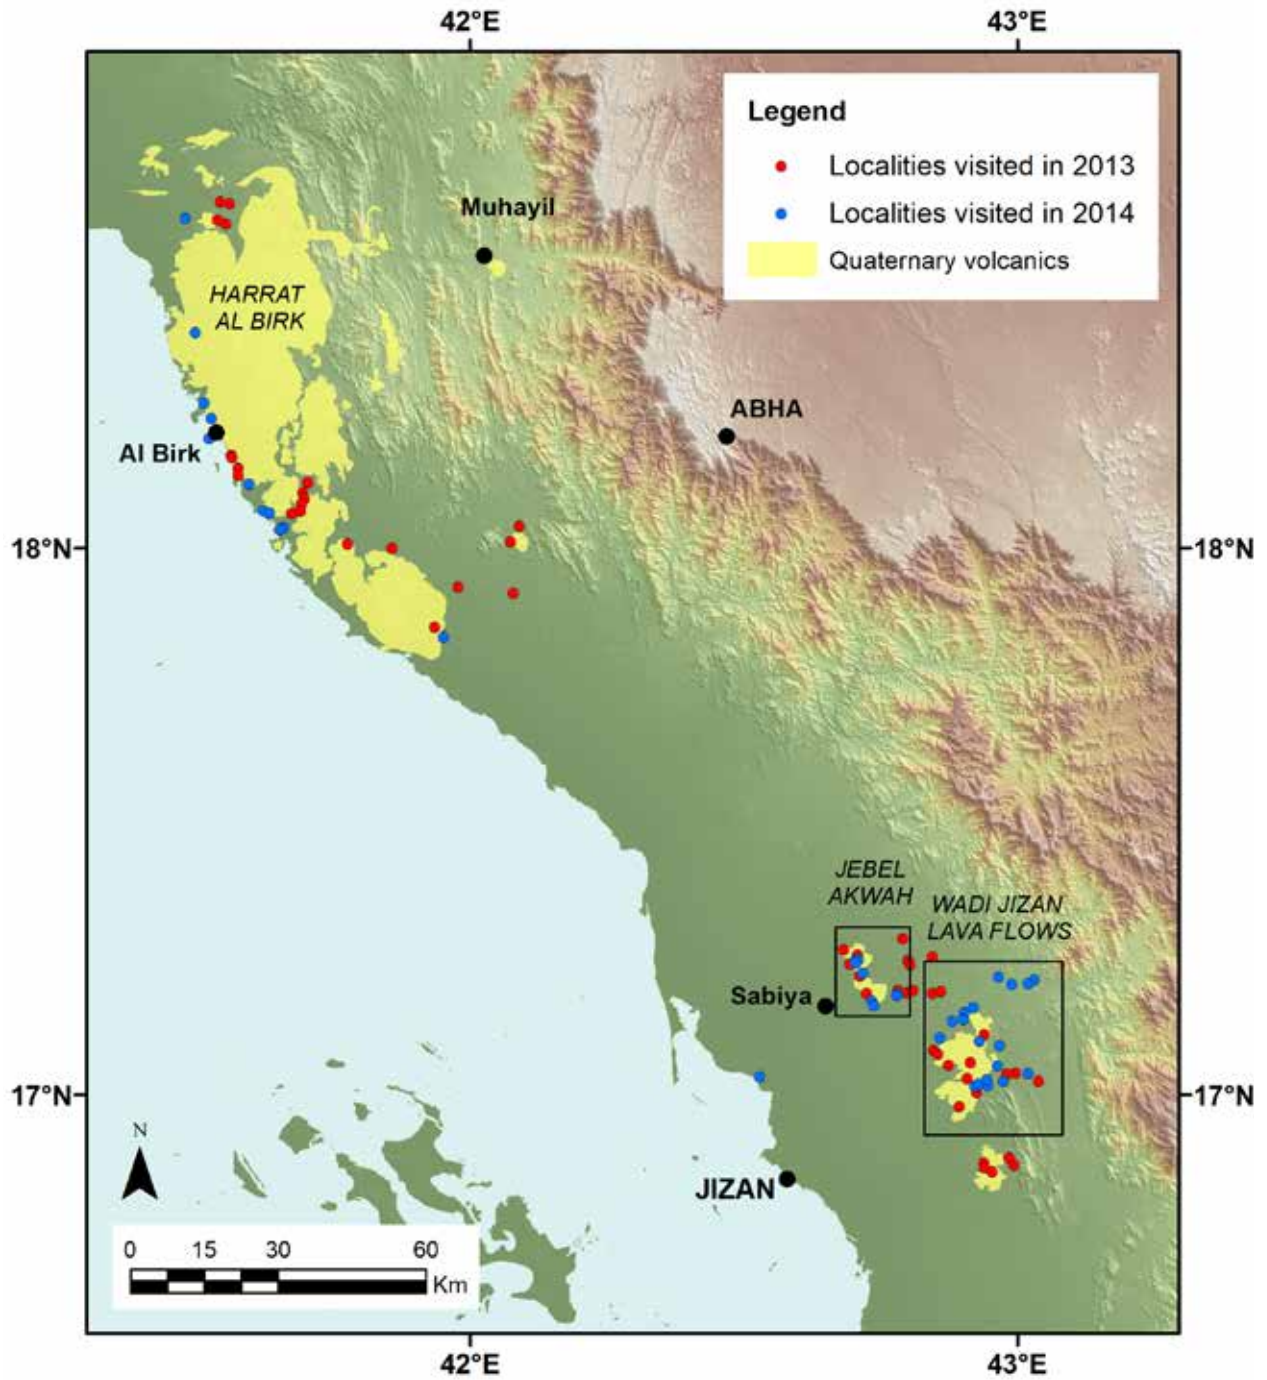 42°E
43°E
Legend
Localities visited in 2013
Localities visited in 2014
Quaternary volcanics
Muhayil
HARRAT
AL BIRK
ABHA
Al Birk
18°N
18°N
JEBEL
AKWAH
WADI JIZAN
LAVA FLOWS
Sabiya
17°N
17°N
N
JIZAN
0 15 30 60
Km
42°E
43°E